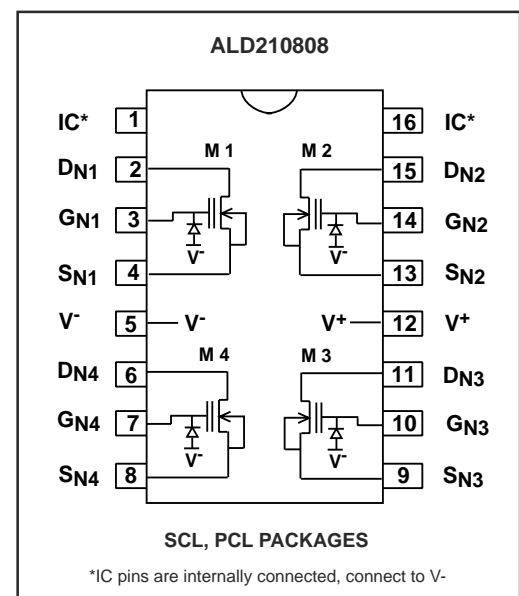 ALD210808
IC* 1 16 IC*
M 1 M 2
DN1 2 15 DN2
GN1 3 14 GN2
V- V-
SN1 4 13 SN2
V- 5 V- V+ 12 V+
M 4 M 3
DN4 6 11 DN3
GN4 7 10 GN3
V- V-
SN4 8 9 SN3
SCL, PCL PACKAGES
*IC pins are internally connected, connect to V-